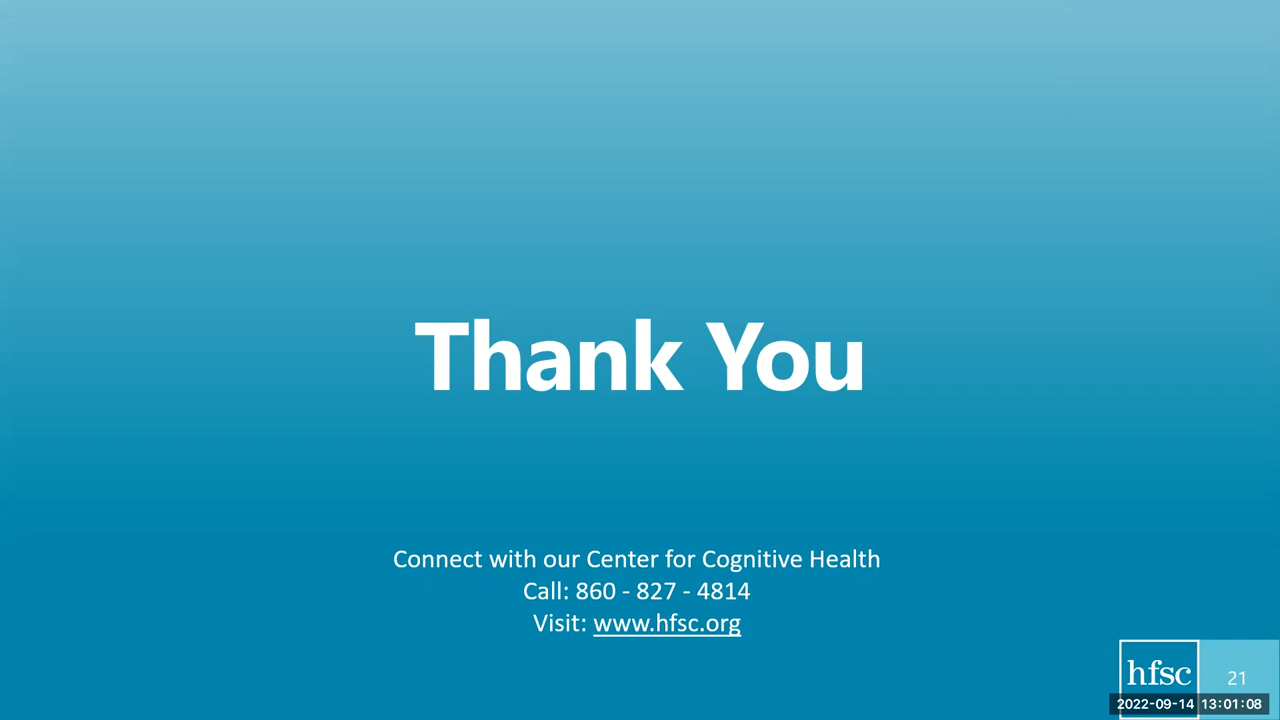 Thank You
Connect with our Center for Cognitive Health
Call: 860 - 827 - 4814
Visit: www.hfsc.org
hfsc
21
2022-09-14 13:01:08